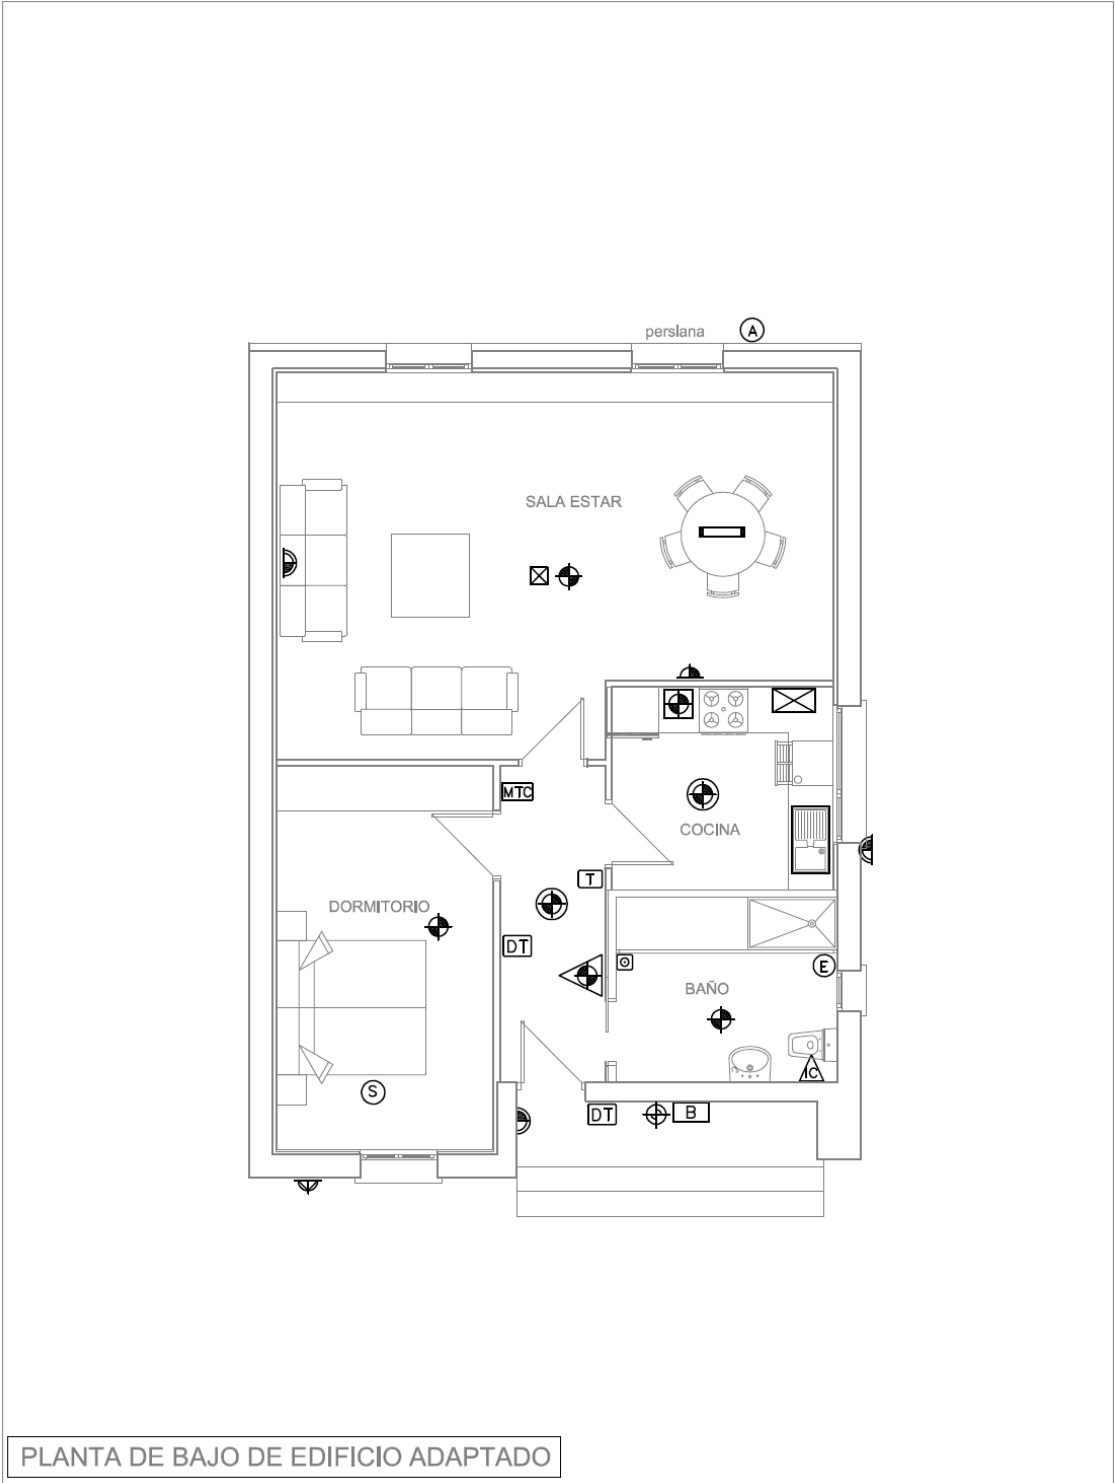 perslana
A
SALA ESTAR
MTC
COCINA
T
DORMITORIO
DT
E
BAÑO
IC
S
DT
B
PLANTA DE BAJO DE EDIFICIO ADAPTADO